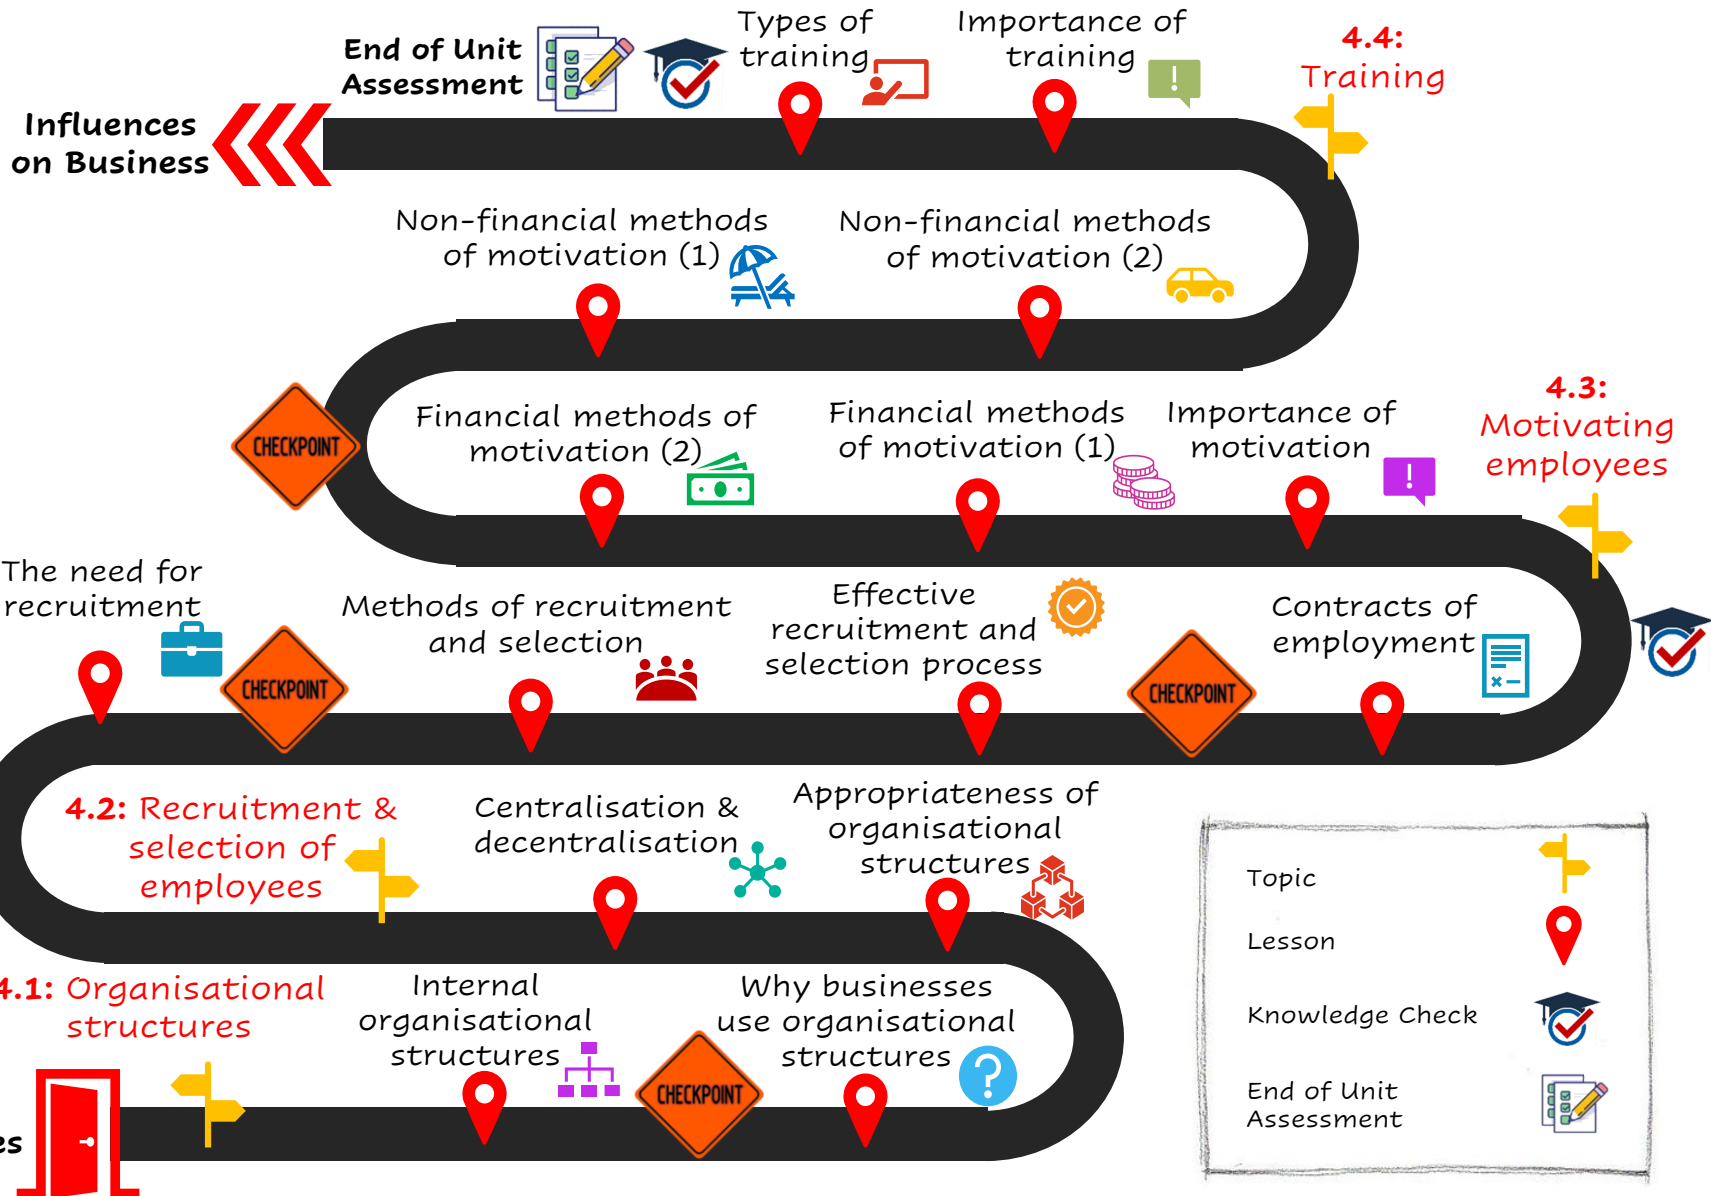 End of Unit
Assessment
Types of
training
Importance of
training
4.4:
Training
Influences
on Business
Non-financial methods
of motivation (1)
Non-financial methods
of motivation (2)
4.3:
Motivating
employees
CHECKPOINT
Financial methods of
motivation (2)
Financial methods
of motivation (1)
Importance of
motivation
The need for
recruitment
CHECKPOINT
Methods of recruitment
and selection
Effective
recruitment and
selection process
CHECKPOINT
Contracts of
employment
4.2: Recruitment &
selection of
employees
Centralisation &
decentralisation
Appropriateness of
organisational
structures
4.1: Organisational
structures
Internal
organisational
structures
CHECKPOINT
Why businesses
use organisational
structures
Topic
Lesson
Knowledge Check
End of Unit
Assessment